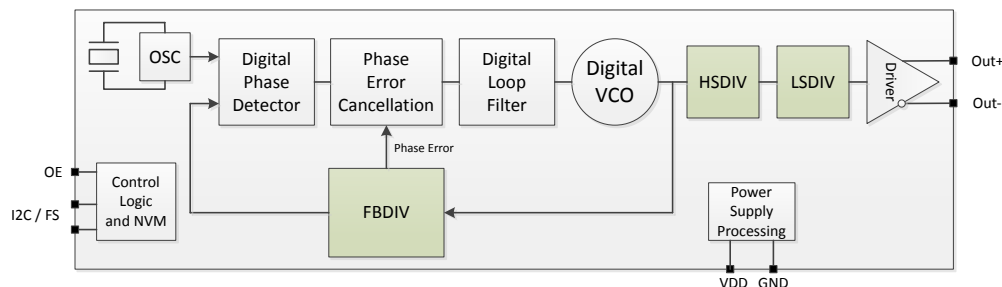 OSC
Digital
Phase
Detector
Phase
Error
Cancellation
Digital
Loop
Filter
Digital
VCO
HSDIV
LSDIV
Driver
Out+
Out-
Phase Error
OE
I2C / FS
Control
Logic
and NVM
FBDIV
Power
Supply
Processing
VDD
GND